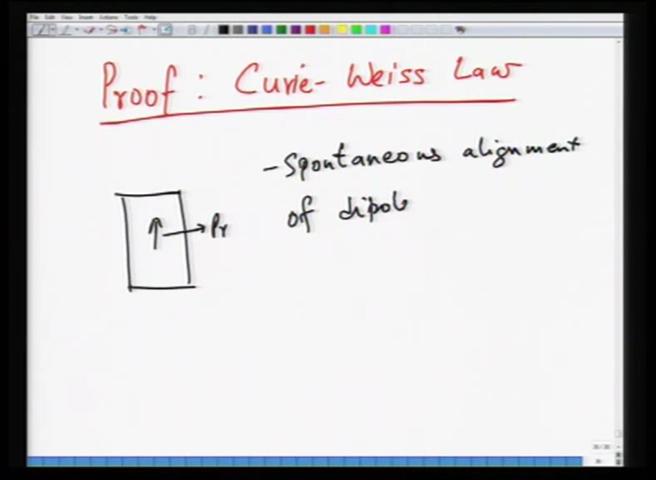 Proof : Curie-Weiss Law
- Spontaneous alignment
of dipole
Pr